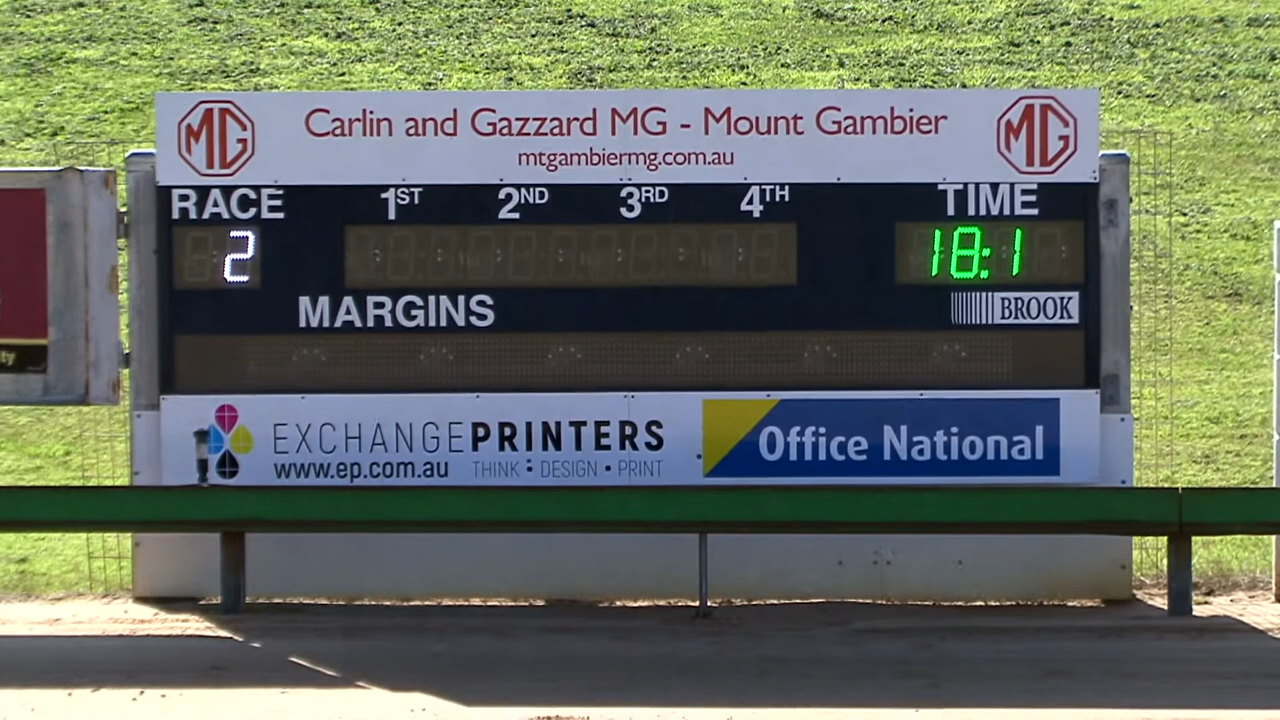 MG Carlin and Gazzard MG - Mount Gambier MG
mtgambiermg.com.au
RACE 1ST 2ND 3RD 4TH TIME
2 18:1
MARGINS BROOK
ty
EXCHANGEPRINTERS Office National
www.ep.com.au THINK : DESIGN • PRINT